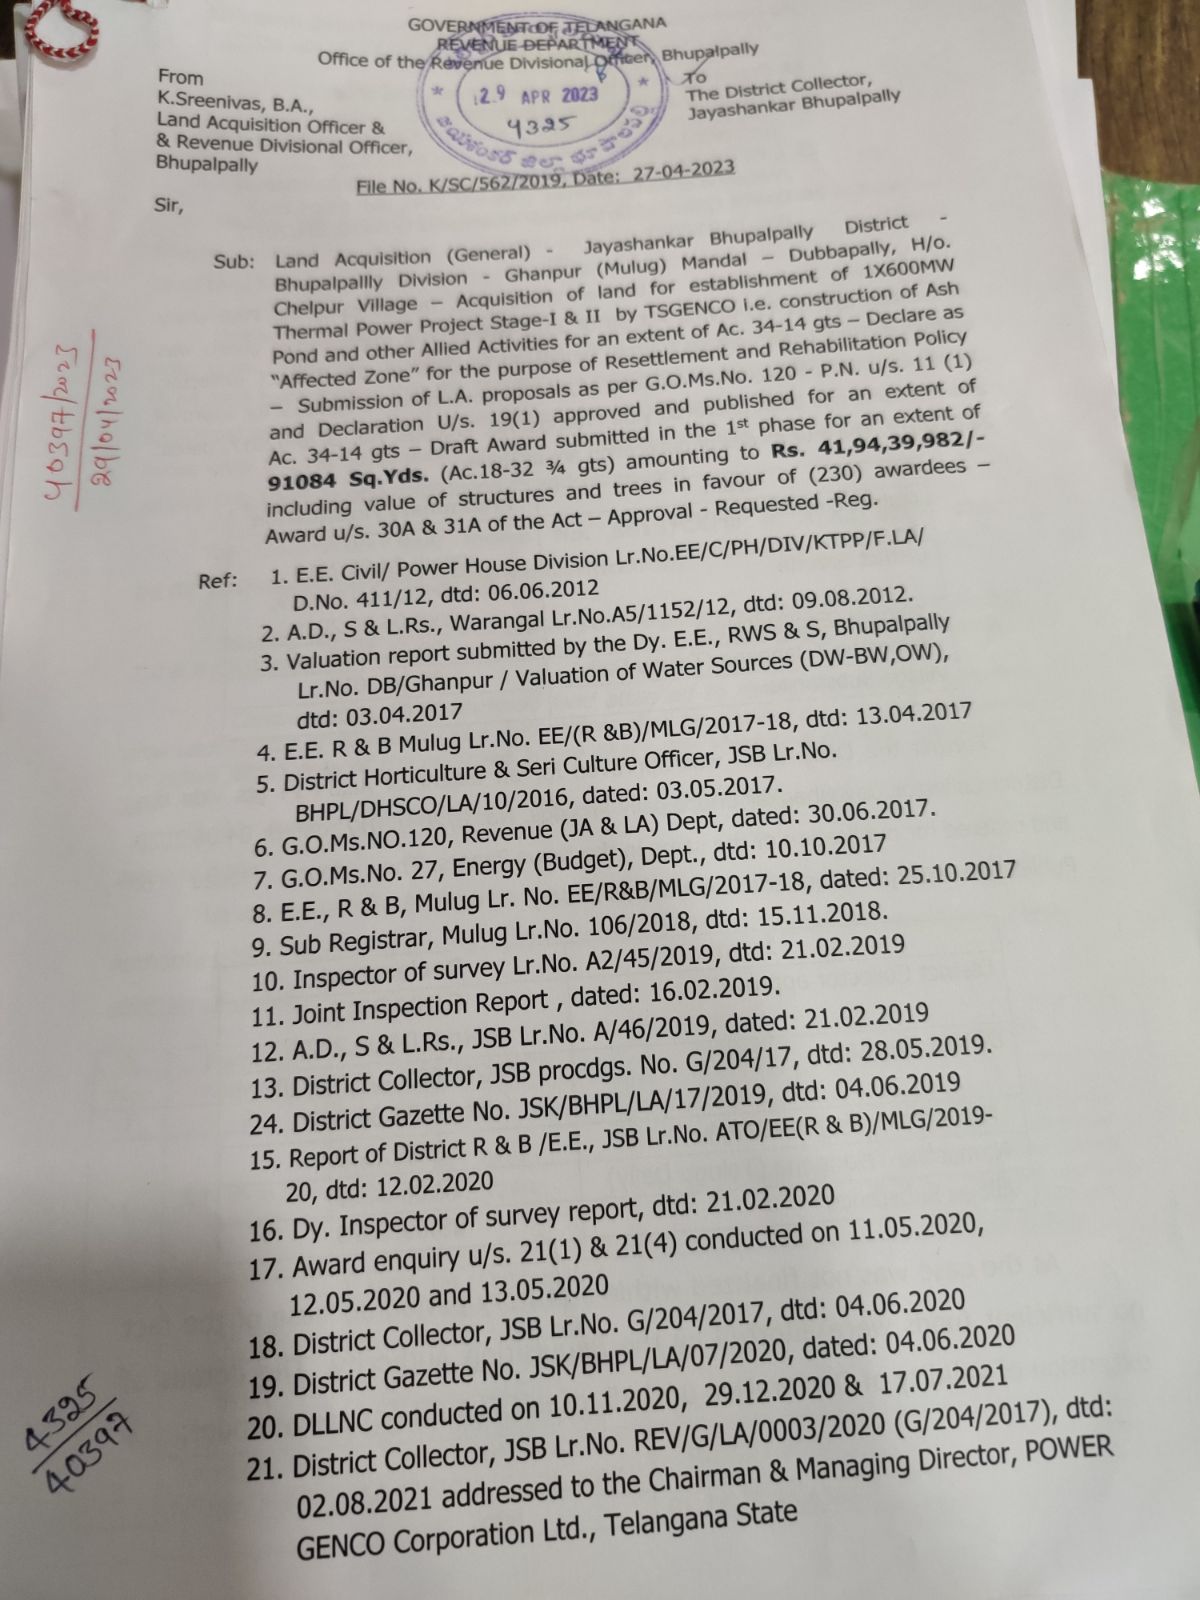 GOVERNMENT OF TELANGANA
REVENUE DEPARTMENT
Office of the Revenue Divisional Officer, Bhupalpally
From
K.Sreenivas, B.A.,
Land Acquisition Officer &
& Revenue Divisional Officer,
Bhupalpally
To
The District Collector,
Jayashankar Bhupalpally
29 APR 2023
4325
File No. K/SC/562/2019, Date: 27-04-2023
Sir,
Sub: Land Acquisition (General) - Jayashankar Bhupalpally District -
Bhupalpallly Division - Ghanpur (Mulug) Mandal – Dubbapally, H/o.
Chelpur Village – Acquisition of land for establishment of 1X600MW
Thermal Power Project Stage-I & II by TSGENCO i.e. construction of Ash
Pond and other Allied Activities for an extent of Ac. 34-14 gts – Declare as
“Affected Zone” for the purpose of Resettlement and Rehabilitation Policy
– Submission of L.A. proposals as per G.O.Ms.No. 120 - P.N. u/s. 11 (1)
and Declaration U/s. 19(1) approved and published for an extent of
Ac. 34-14 gts – Draft Award submitted in the 1st phase for an extent of
91084 Sq.Yds. (Ac.18-32 ¾ gts) amounting to Rs. 41,94,39,982/-
including value of structures and trees in favour of (230) awardees –
Award u/s. 30A & 31A of the Act – Approval - Requested -Reg.
40397/2023
29/04/2023
Ref: 1. E.E. Civil/ Power House Division Lr.No.EE/C/PH/DIV/KTPP/F.LA/
D.No. 411/12, dtd: 06.06.2012
2. A.D., S & L.Rs., Warangal Lr.No.A5/1152/12, dtd: 09.08.2012.
3. Valuation report submitted by the Dy. E.E., RWS & S, Bhupalpally
Lr.No. DB/Ghanpur / Valuation of Water Sources (DW-BW,OW),
dtd: 03.04.2017
4. E.E. R & B Mulug Lr.No. EE/(R &B)/MLG/2017-18, dtd: 13.04.2017
5. District Horticulture & Seri Culture Officer, JSB Lr.No.
BHPL/DHSCO/LA/10/2016, dated: 03.05.2017.
6. G.O.Ms.NO.120, Revenue (JA & LA) Dept, dated: 30.06.2017.
7. G.O.Ms.No. 27, Energy (Budget), Dept., dtd: 10.10.2017
8. E.E., R & B, Mulug Lr. No. EE/R&B/MLG/2017-18, dated: 25.10.2017
9. Sub Registrar, Mulug Lr.No. 106/2018, dtd: 15.11.2018.
10. Inspector of survey Lr.No. A2/45/2019, dtd: 21.02.2019
11. Joint Inspection Report , dated: 16.02.2019.
12. A.D., S & L.Rs., JSB Lr.No. A/46/2019, dated: 21.02.2019
13. District Collector, JSB procdgs. No. G/204/17, dtd: 28.05.2019.
24. District Gazette No. JSK/BHPL/LA/17/2019, dtd: 04.06.2019
15. Report of District R & B /E.E., JSB Lr.No. ATO/EE(R & B)/MLG/2019-
20, dtd: 12.02.2020
16. Dy. Inspector of survey report, dtd: 21.02.2020
17. Award enquiry u/s. 21(1) & 21(4) conducted on 11.05.2020,
12.05.2020 and 13.05.2020
18. District Collector, JSB Lr.No. G/204/2017, dtd: 04.06.2020
19. District Gazette No. JSK/BHPL/LA/07/2020, dated: 04.06.2020
20. DLLNC conducted on 10.11.2020, 29.12.2020 & 17.07.2021
21. District Collector, JSB Lr.No. REV/G/LA/0003/2020 (G/204/2017), dtd:
02.08.2021 addressed to the Chairman & Managing Director, POWER
GENCO Corporation Ltd., Telangana State
4325
40397